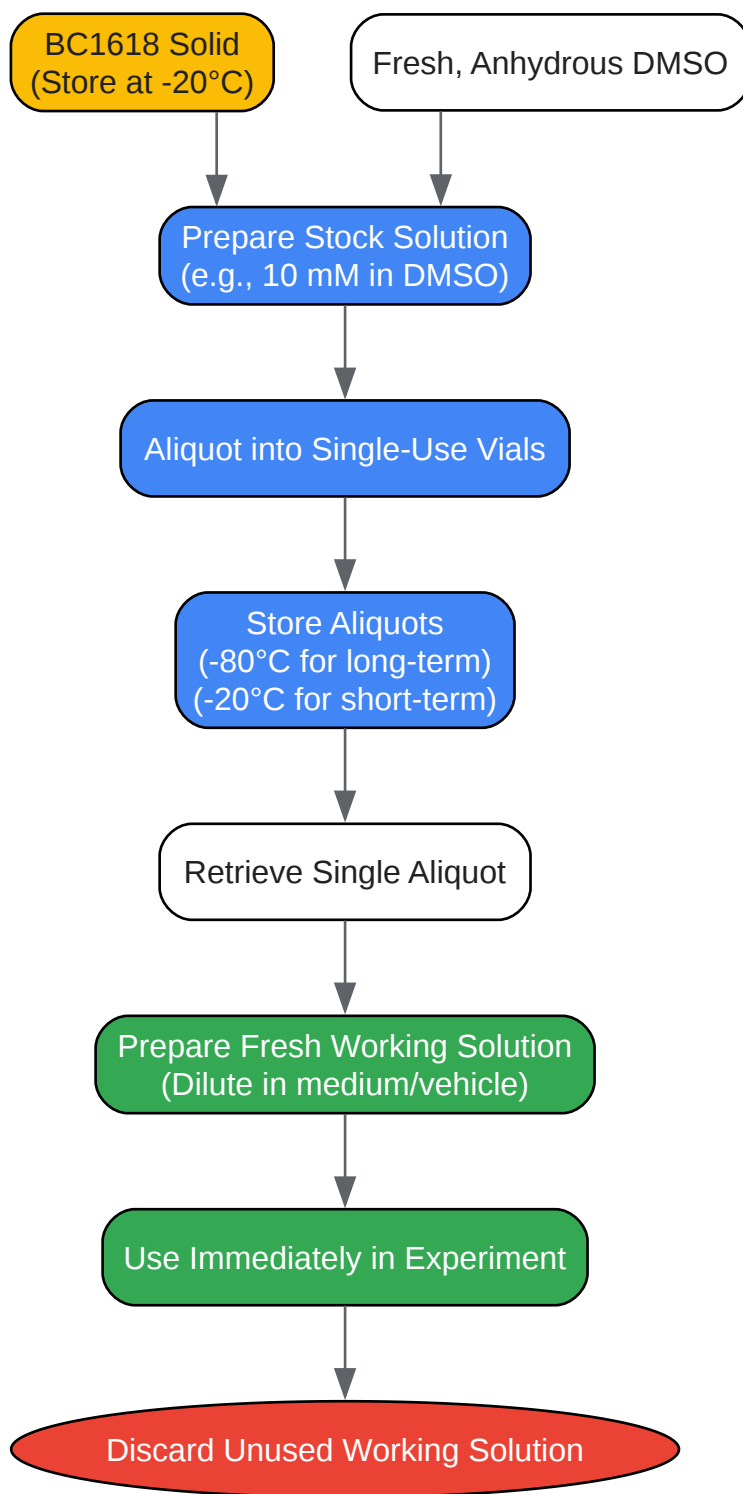 BC1618 Solid
(Store at -20°C)
Fresh, Anhydrous DMSO
Prepare Stock Solution
(e.g., 10 mM in DMSO)
Aliquot into Single-Use Vials
Store Aliquots
(-80°C for long-term)
(-20°C for short-term)
Retrieve Single Aliquot
Prepare Fresh Working Solution
(Dilute in medium/vehicle)
Use Immediately in Experiment
Discard Unused Working Solution